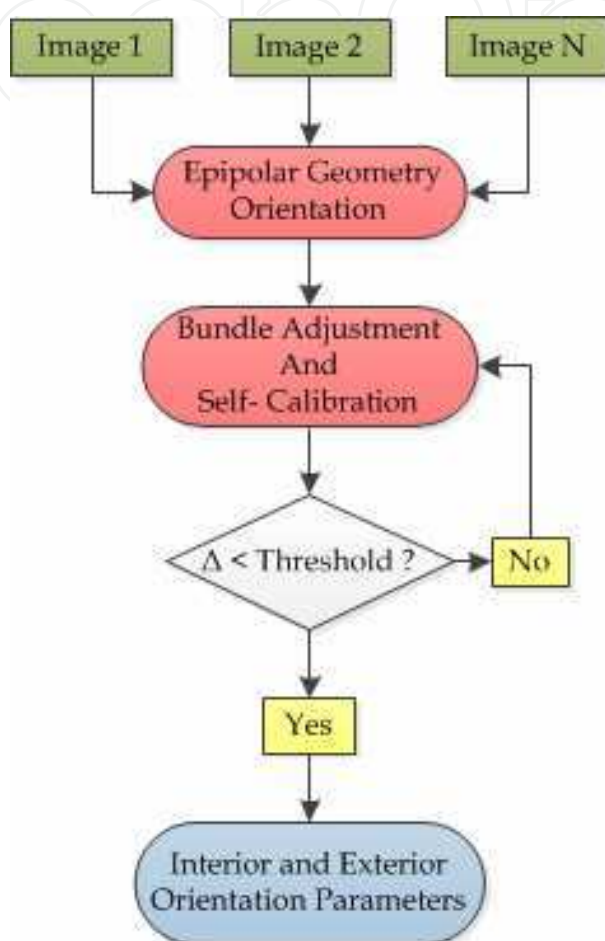 Image 1
Image 2
Image N
Epipolar Geometry
Orientation
Bundle Adjustment
And
Self- Calibration
Δ < Threshold ?
No
Yes
Interior and Exterior
Orientation Parameters